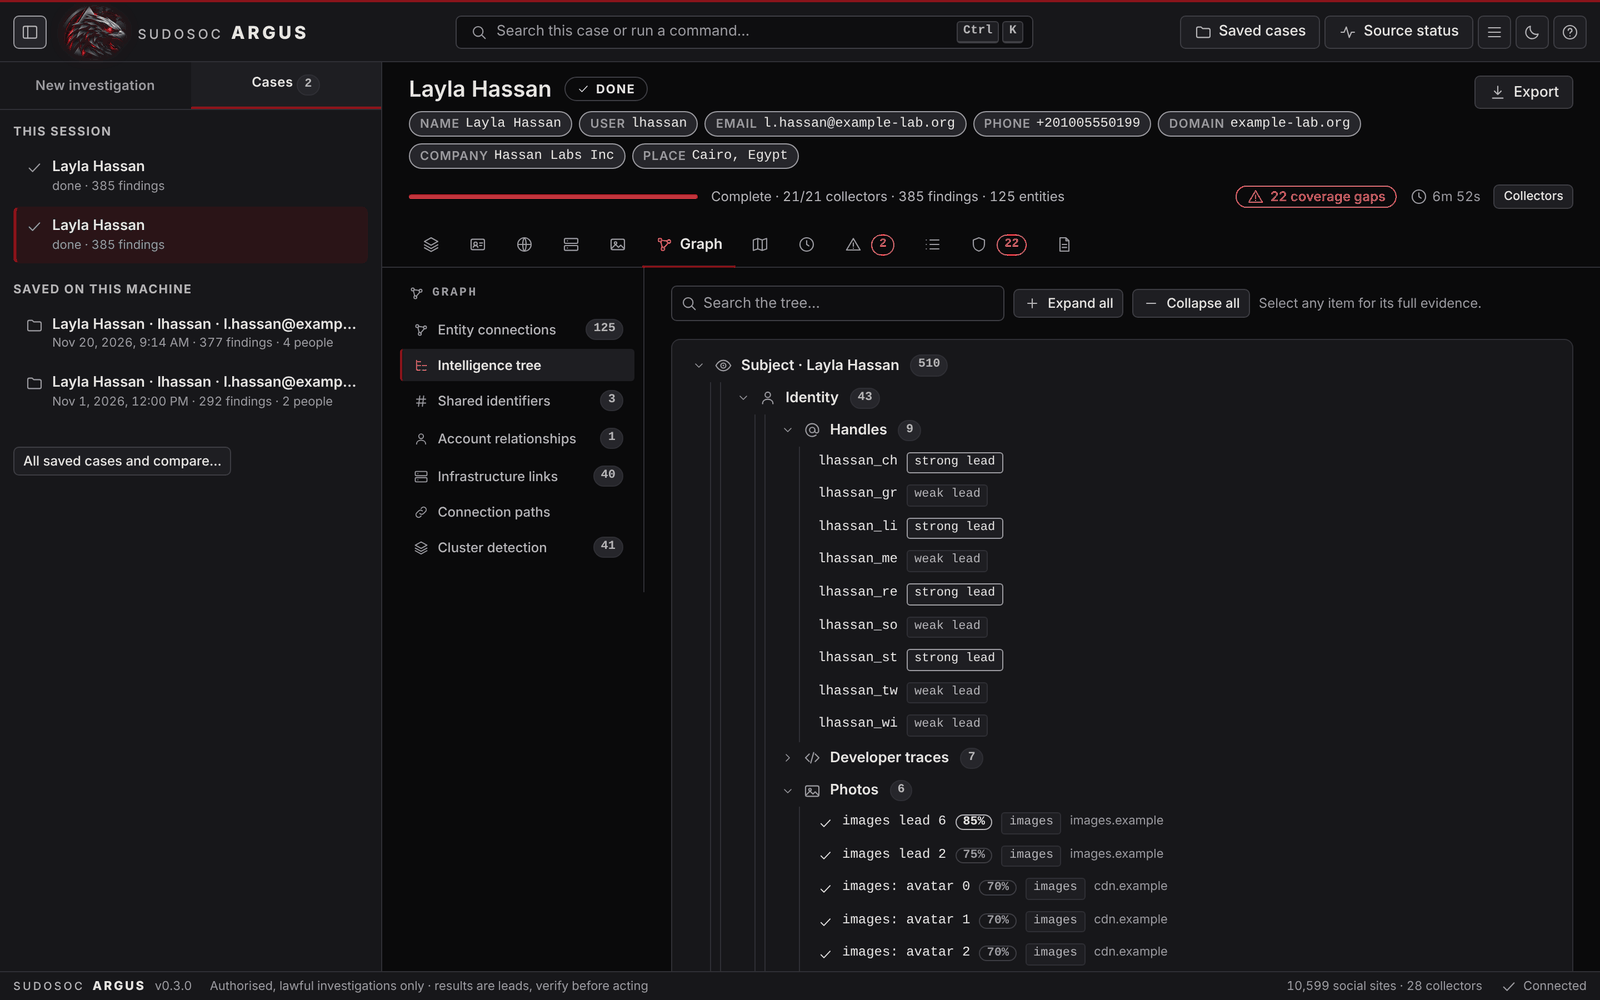 SUDOSOC ARGUS
Search this case or run a command...
Ctrl K
Saved cases
Source status
New investigation
Cases 2
THIS SESSION
Layla Hassan
done · 385 findings
Layla Hassan
done · 385 findings
SAVED ON THIS MACHINE
Layla Hassan · lhassan · l.hassan@examp...
Nov 20, 2026, 9:14 AM · 377 findings · 4 people
Layla Hassan · lhassan · l.hassan@examp...
Nov 1, 2026, 12:00 PM · 292 findings · 2 people
All saved cases and compare...
Layla Hassan
DONE
Export
NAME Layla Hassan
USER lhassan
EMAIL l.hassan@example-lab.org
PHONE +201005550199
DOMAIN example-lab.org
COMPANY Hassan Labs Inc
PLACE Cairo, Egypt
Complete · 21/21 collectors · 385 findings · 125 entities
22 coverage gaps
6m 52s
Collectors
Graph
2
22
GRAPH
Entity connections 125
Intelligence tree
Shared identifiers 3
Account relationships 1
Infrastructure links 40
Connection paths
Cluster detection 41
Search the tree...
Expand all
Collapse all
Select any item for its full evidence.
Subject · Layla Hassan 510
Identity 43
Handles 9
lhassan_ch strong lead
lhassan_gr weak lead
lhassan_li strong lead
lhassan_me weak lead
lhassan_re strong lead
lhassan_so weak lead
lhassan_st strong lead
lhassan_tw weak lead
lhassan_wi weak lead
Developer traces 7
Photos 6
images lead 6 85% images images.example
images lead 2 75% images images.example
images: avatar 0 70% images cdn.example
images: avatar 1 70% images cdn.example
images: avatar 2 70% images cdn.example
SUDOSOC ARGUS v0.3.0 Authorised, lawful investigations only · results are leads, verify before acting
10,599 social sites · 28 collectors
Connected